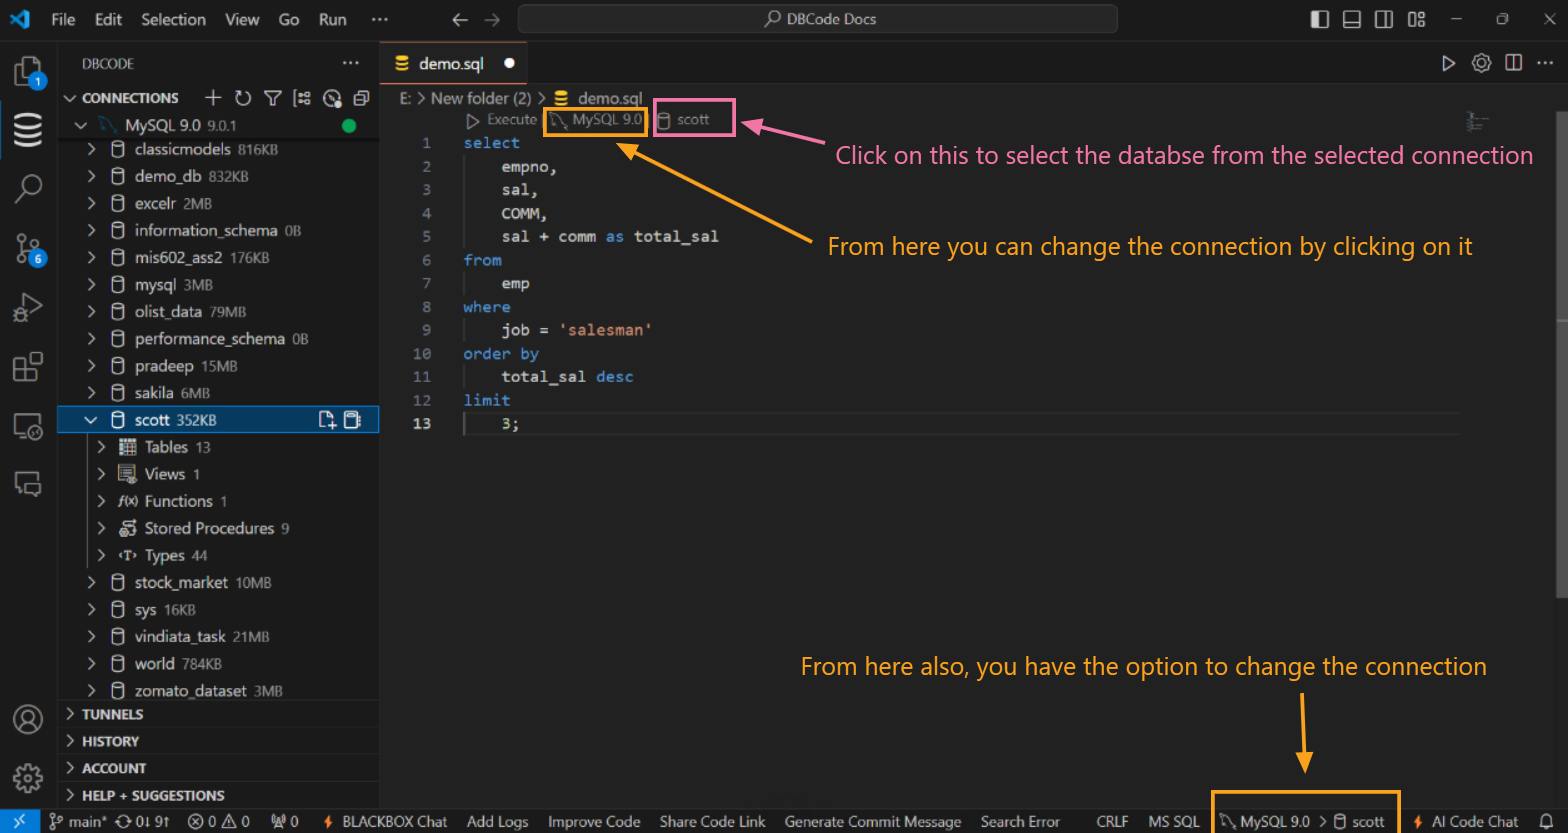 File Edit Selection View Go Run ··· DBCode Docs
DBCODE ···
demo.sql
CONNECTIONS
E: > New folder (2) > demo.sql
MySQL 9.0 9.0.1
Execute | MySQL 9.0 | scott
Click on this to select the databse from the selected connection
From here you can change the connection by clicking on it
classicmodels 816KB
demo_db 832KB
excelr 2MB
information_schema 0B
mis602_ass2 176KB
mysql 3MB
olist_data 79MB
performance_schema 0B
pradeep 15MB
sakila 6MB
scott 352KB
Tables 13
Views 1
f(x) Functions 1
Stored Procedures 9
<T> Types 44
stock_market 10MB
sys 16KB
vindiata_task 21MB
world 784KB
zomato_dataset 3MB
TUNNELS
HISTORY
ACCOUNT
HELP + SUGGESTIONS
1
6
1 select
2 empno,
3 sal,
4 COMM,
5 sal + comm as total_sal
6 from
7 emp
8 where
9 job = 'salesman'
10 order by
11 total_sal desc
12 limit
13 3;
From here also, you have the option to change the connection
main* 0↓ 9↑ 0 0 0 BLACKBOX Chat Add Logs Improve Code Share Code Link Generate Commit Message Search Error CRLF MS SQL MySQL 9.0 > scott AI Code Chat